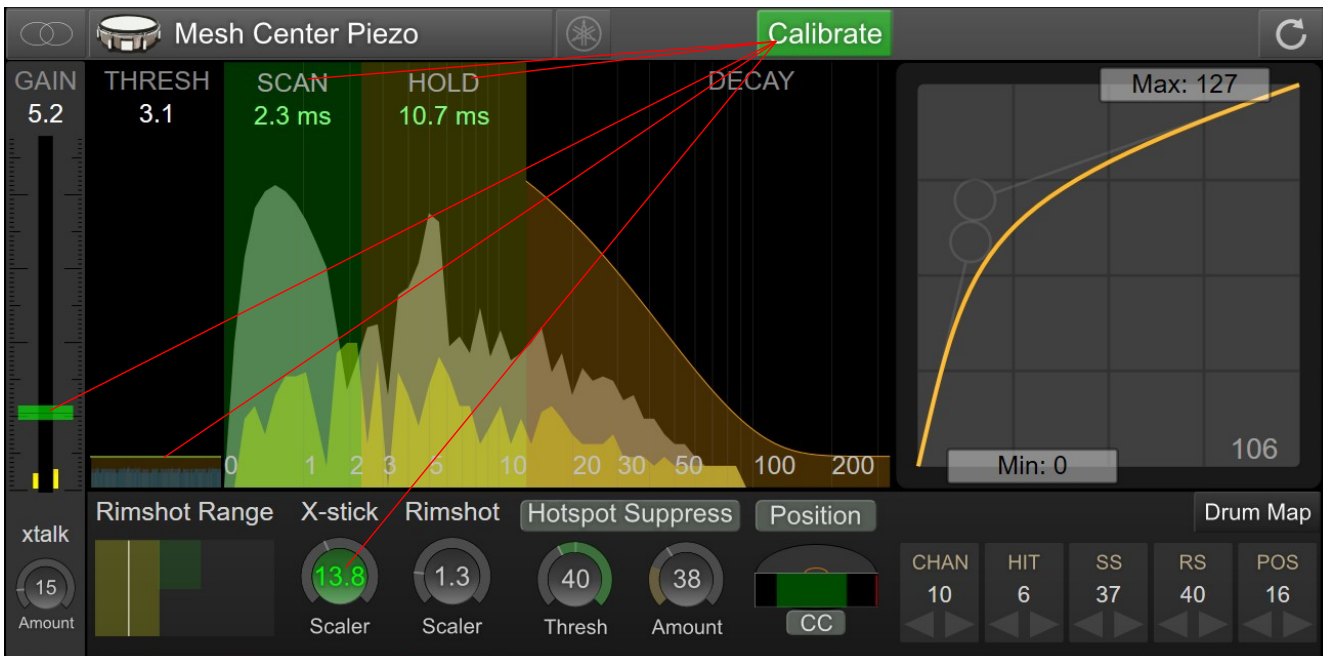 Mesh Center Piezo
Calibrate
GAIN
5.2
THRESH
3.1
SCAN
2.3 ms
HOLD
10.7 ms
DECAY
Max: 127
0 1 2 3 5 10 20 30 50 100 200
Min: 0
106
xtalk
15
Amount
Rimshot Range
X-stick
13.8
Scaler
Rimshot
1.3
Scaler
Hotspot Suppress
40
Thresh
38
Amount
Position
CC
Drum Map
CHAN
10
HIT
6
SS
37
RS
40
POS
16